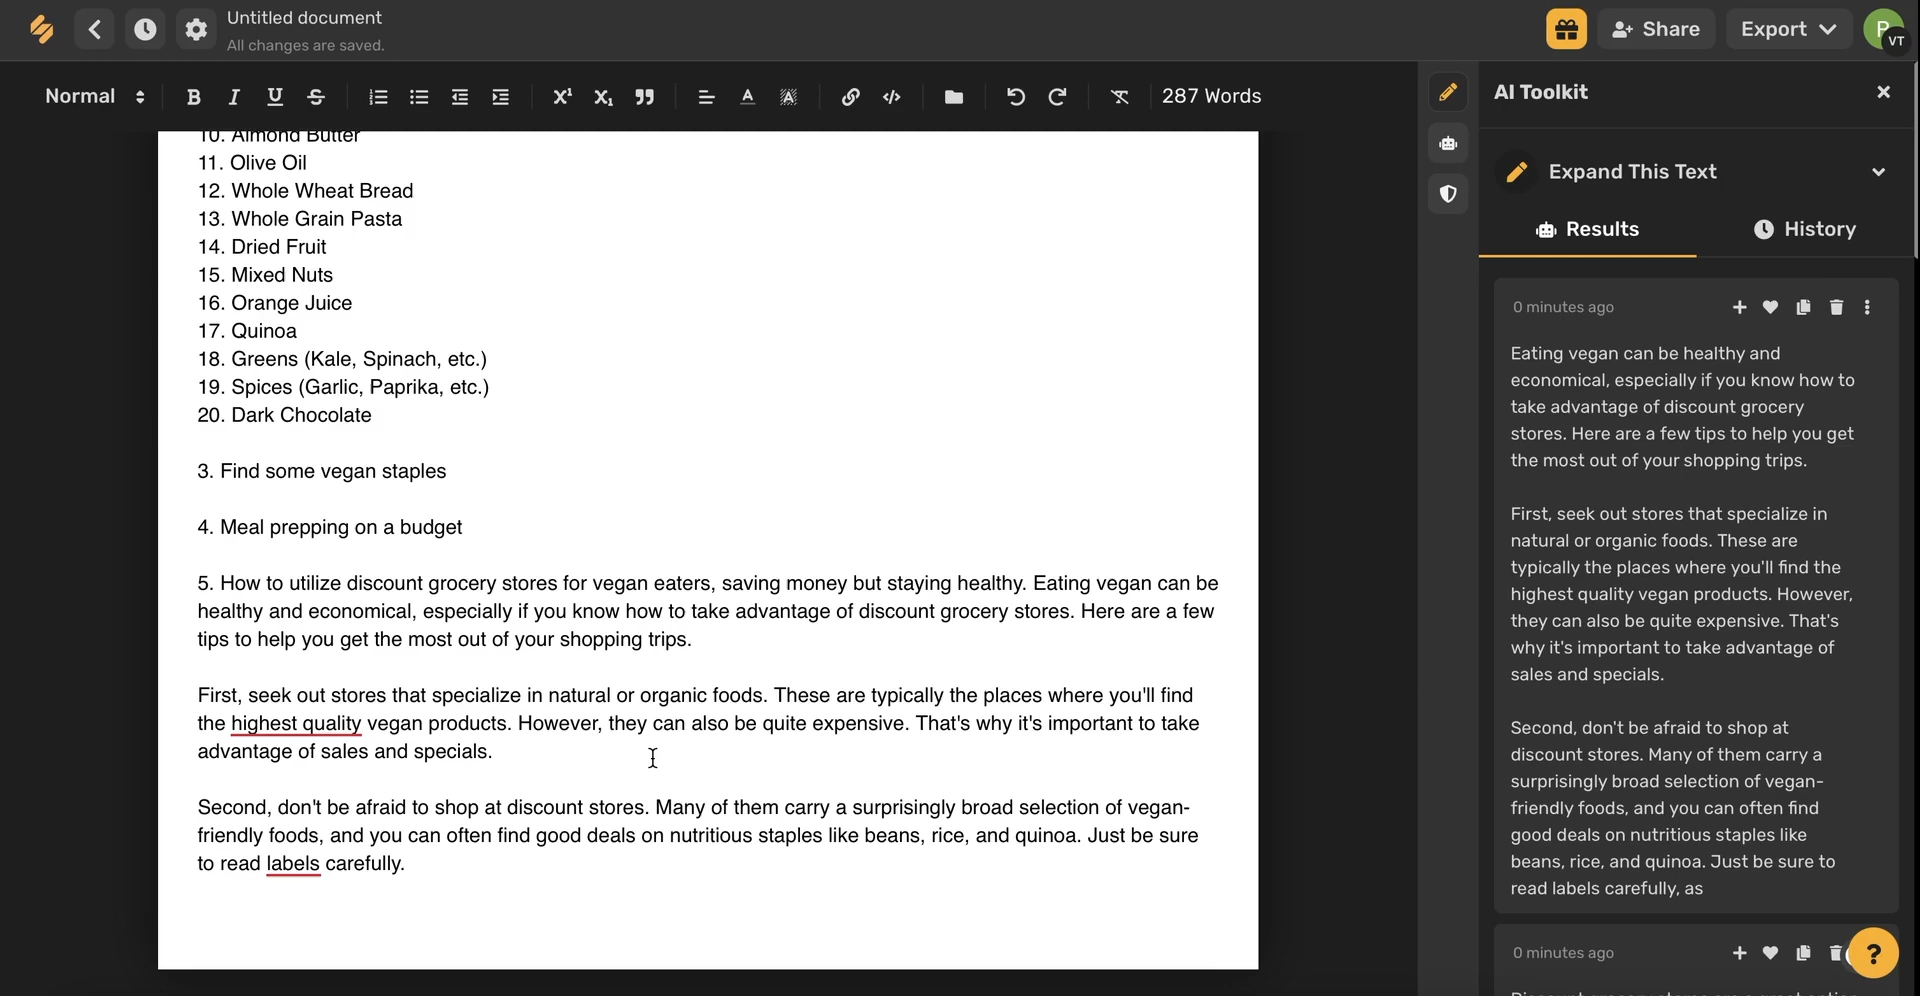 Untitled document
All changes are saved.
Share
Export
P
VT
Normal
B
I
U
S
X¹
X₁
A
A
287 Words
AI Toolkit
Expand This Text
Results
History
10. Almond Butter
11. Olive Oil
12. Whole Wheat Bread
13. Whole Grain Pasta
14. Dried Fruit
15. Mixed Nuts
16. Orange Juice
17. Quinoa
18. Greens (Kale, Spinach, etc.)
19. Spices (Garlic, Paprika, etc.)
20. Dark Chocolate
3. Find some vegan staples
4. Meal prepping on a budget
5. How to utilize discount grocery stores for vegan eaters, saving money but staying healthy. Eating vegan can be
healthy and economical, especially if you know how to take advantage of discount grocery stores. Here are a few
tips to help you get the most out of your shopping trips.
First, seek out stores that specialize in natural or organic foods. These are typically the places where you'll find
the highest quality vegan products. However, they can also be quite expensive. That's why it's important to take
advantage of sales and specials.
Second, don't be afraid to shop at discount stores. Many of them carry a surprisingly broad selection of vegan-
friendly foods, and you can often find good deals on nutritious staples like beans, rice, and quinoa. Just be sure
to read labels carefully.
0 minutes ago
Eating vegan can be healthy and
economical, especially if you know how to
take advantage of discount grocery
stores. Here are a few tips to help you get
the most out of your shopping trips.
First, seek out stores that specialize in
natural or organic foods. These are
typically the places where you'll find the
highest quality vegan products. However,
they can also be quite expensive. That's
why it's important to take advantage of
sales and specials.
Second, don't be afraid to shop at
discount stores. Many of them carry a
surprisingly broad selection of vegan-
friendly foods, and you can often find
good deals on nutritious staples like
beans, rice, and quinoa. Just be sure to
read labels carefully, as
0 minutes ago
?